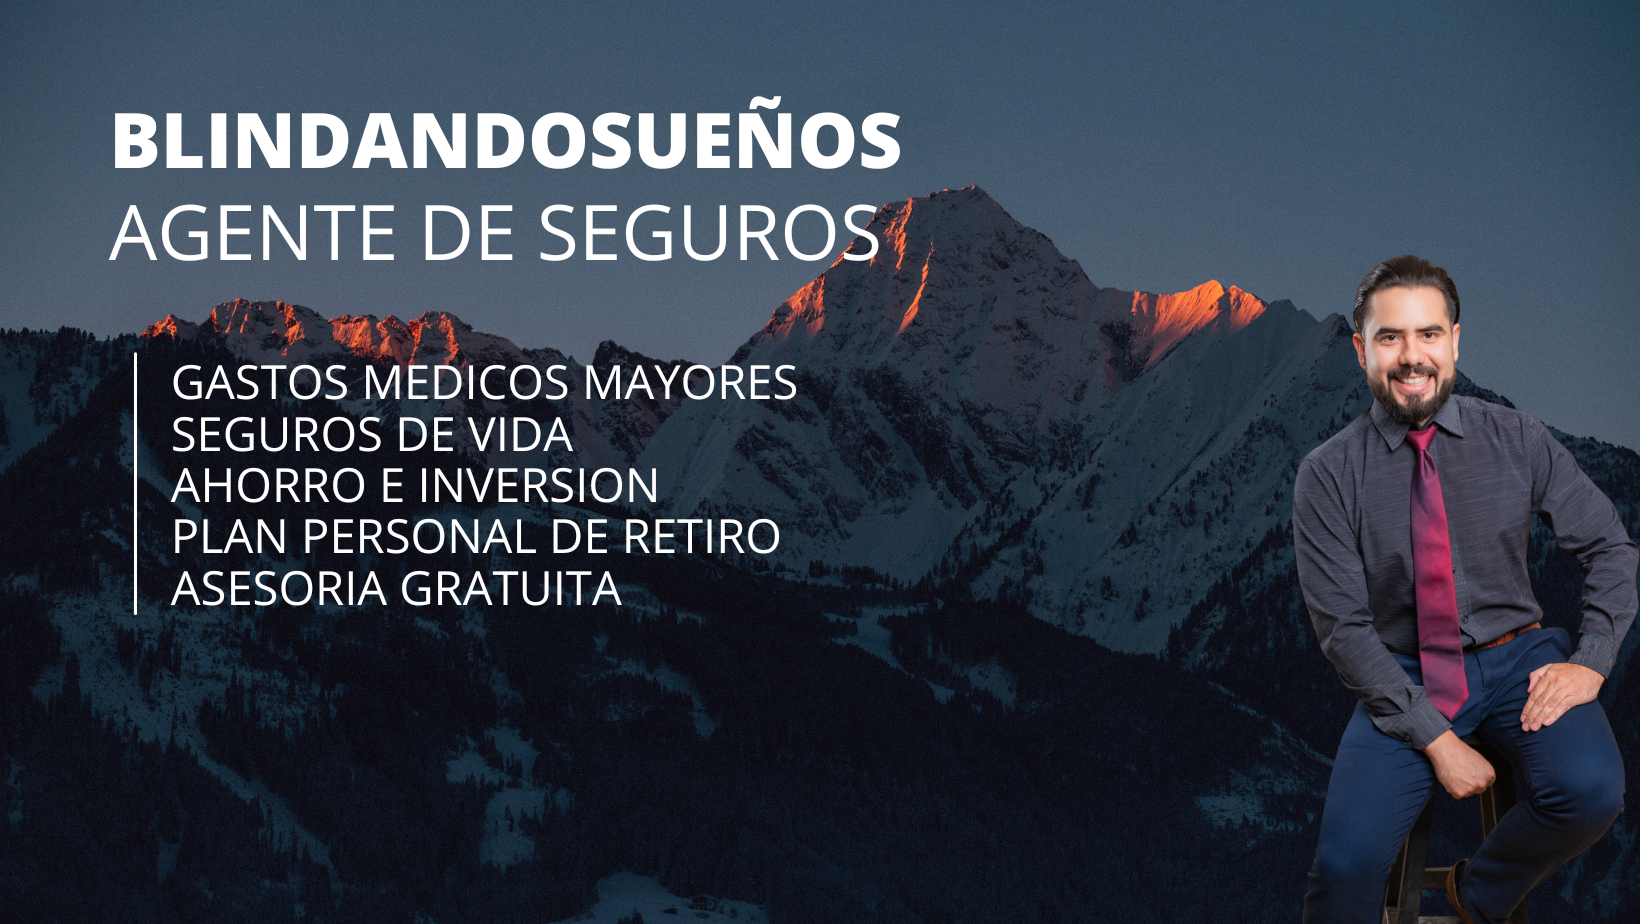 BLINDANDOSUEÑOS
AGENTE DE SEGUROS
GASTOS MEDICOS MAYORES
SEGUROS DE VIDA
AHORRO E INVERSION
PLAN PERSONAL DE RETIRO
ASESORIA GRATUITA